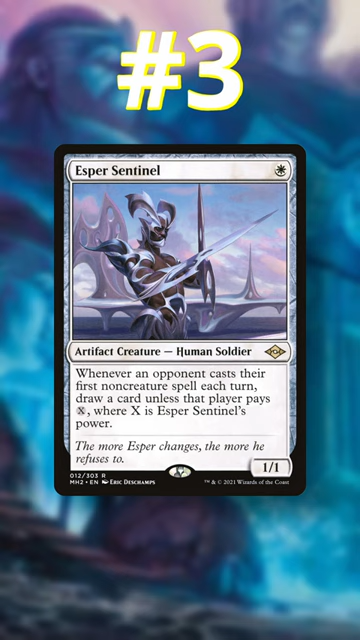 #3
Esper Sentinel
Artifact Creature — Human Soldier
Whenever an opponent casts their
first noncreature spell each turn,
draw a card unless that player pays
Ⓧ, where X is Esper Sentinel's
power.
The more Esper changes, the more he
refuses to.
1/1
012/303 R
MH2 • EN Eric Deschamps
™ & © 2021 Wizards of the Coast